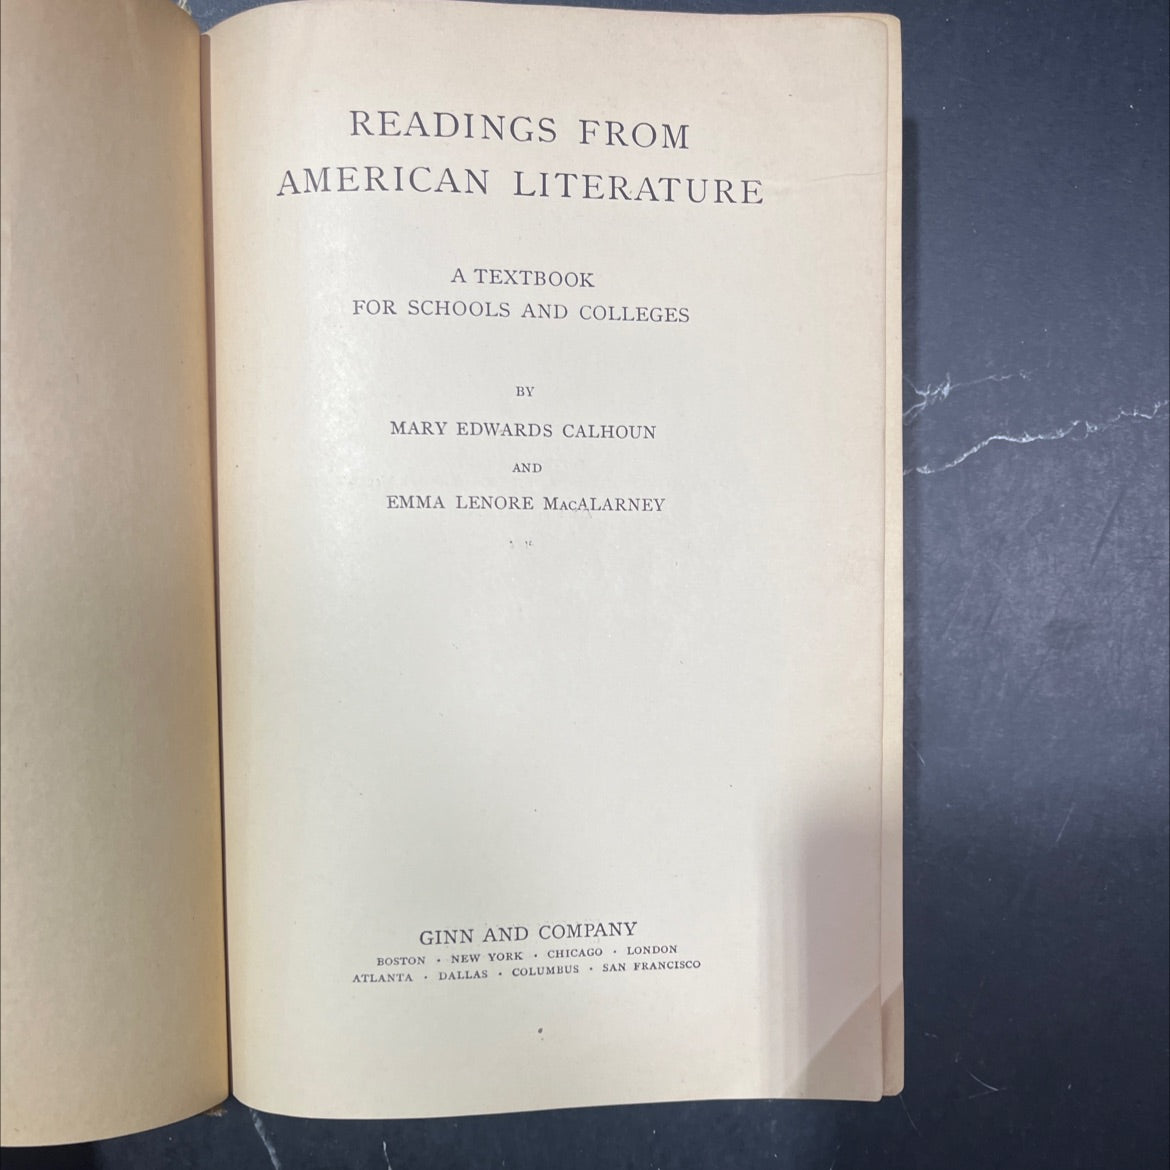 READINGS FROM
AMERICAN LITERATURE
A TEXTBOOK
FOR SCHOOLS AND COLLEGES
BY
MARY EDWARDS CALHOUN
AND
EMMA LENORE MACALARNEY
GINN AND COMPANY
BOSTON · NEW YORK · CHICAGO · LONDON
ATLANTA · DALLAS · COLUMBUS · SAN FRANCISCO